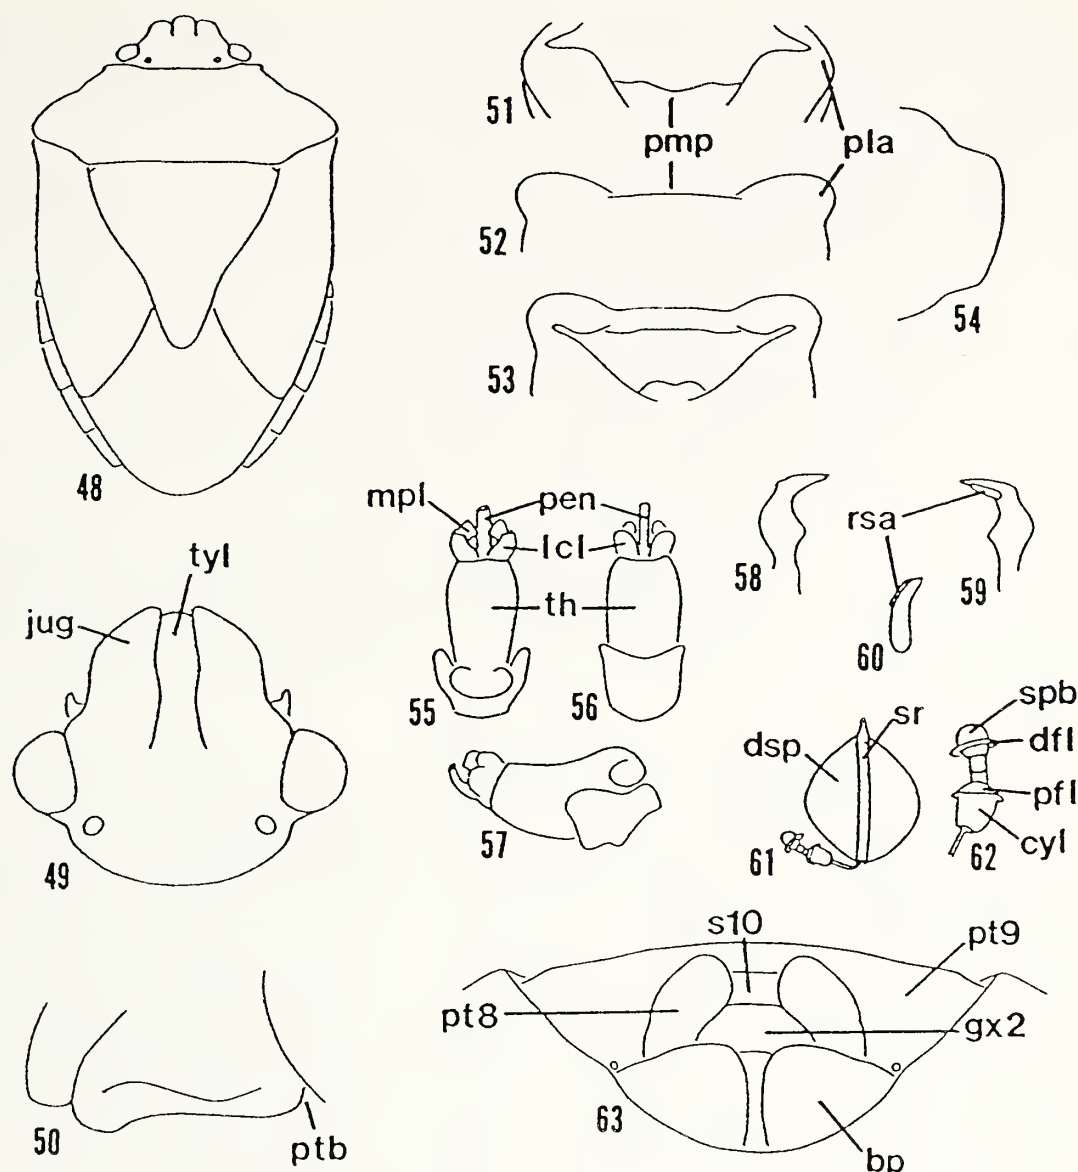 51
pmp
pla
52
54
53
48
mpl
pen
lcl
th
rsa
58
59
60
tyl
jug
49
55
56
57
sr
dsp
61
spb
dfl
pfl
cyl
62
50
ptb
s10
pt9
pt8
gx2
63
bp